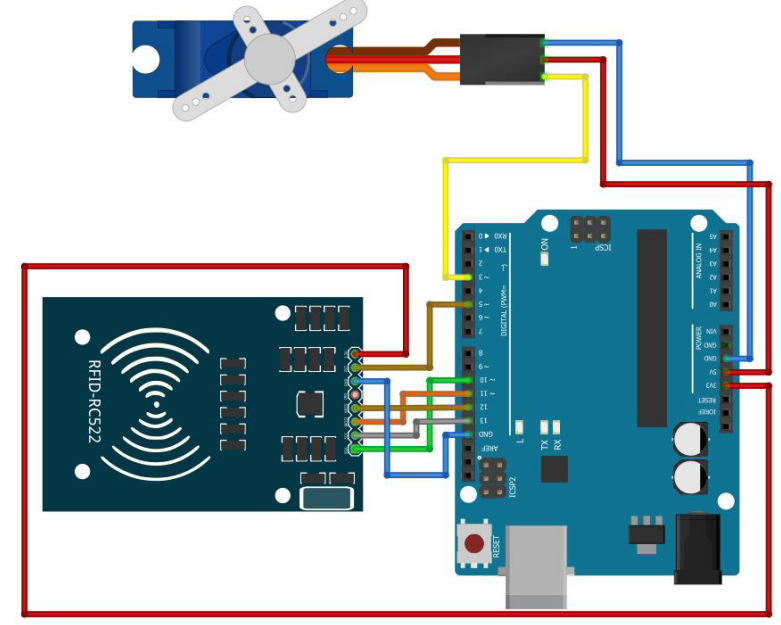 RFID-RC522
0 ◄ RX0
1 ► TX0
2
3 ~
4
5 ~
6 ~
7
8
9 ~
10 ~
11 ~
12
13
GND
AREF
DIGITAL (PWM=
L
ON
1
ICSP
TX
RX
ICSP2
RESET
A5
A4
A3
A2
A1
A0
ANALOG IN
VIN
GND
GND
5V
3V3
RESET
IOREF
POWER